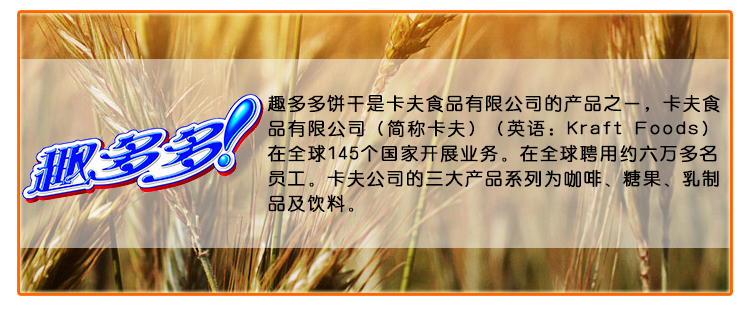 趣多多!
趣多多饼干是卡夫食品有限公司的产品之一，卡夫食
品有限公司（简称卡夫）（英语：Kraft Foods）
在全球145个国家开展业务。在全球聘用约六万多名
员工。卡夫公司的三大产品系列为咖啡、糖果、乳制
品及饮料。